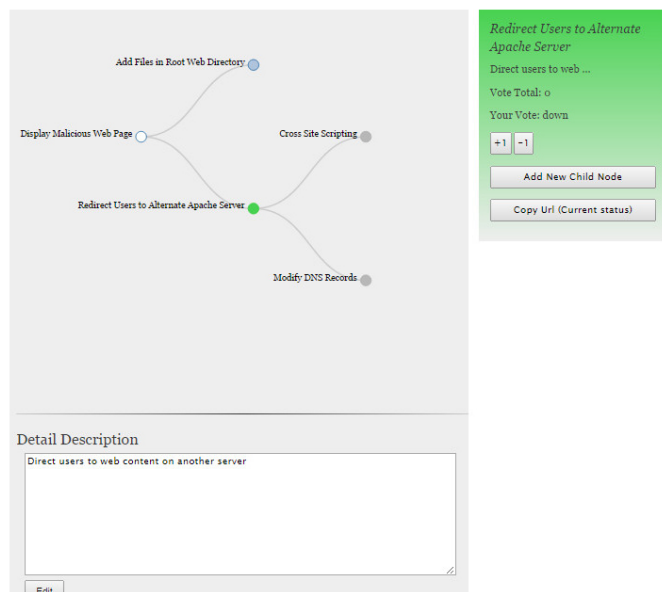 Add Files in Root Web Directory
Display Malicious Web Page
Cross Site Scripting
Redirect Users to Alternate Apache Server
Modify DNS Records
Detail Description
Direct users to web content on another server
Edit
Redirect Users to Alternate
Apache Server
Direct users to web ...
Vote Total: 0
Your Vote: down
+1 -1
Add New Child Node
Copy Url (Current status)